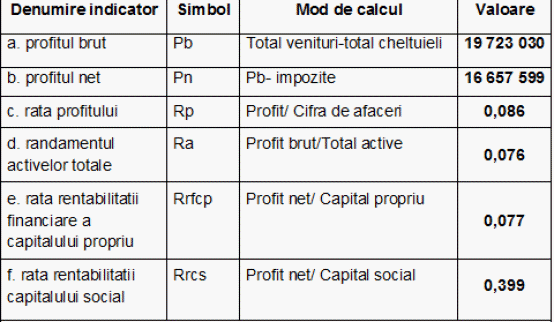 Denumire indicator Simbol Mod de calcul Valoare
a. profitul brut Pb Total venituri-total cheltuieli 19 723 030
b. profitul net Pn Pb- impozite 16 657 599
c. rata profitului Rp Profit/ Cifra de afaceri 0,086
d. randamentul
activelor totale Ra Profit brut/Total active 0,076
e. rata rentabilitatii
financiare a
capitalului propriu Rrfcp Profit net/ Capital propriu 0,077
f. rata rentabilitatii
capitalului social Rrcs Profit net/ Capital social 0,399